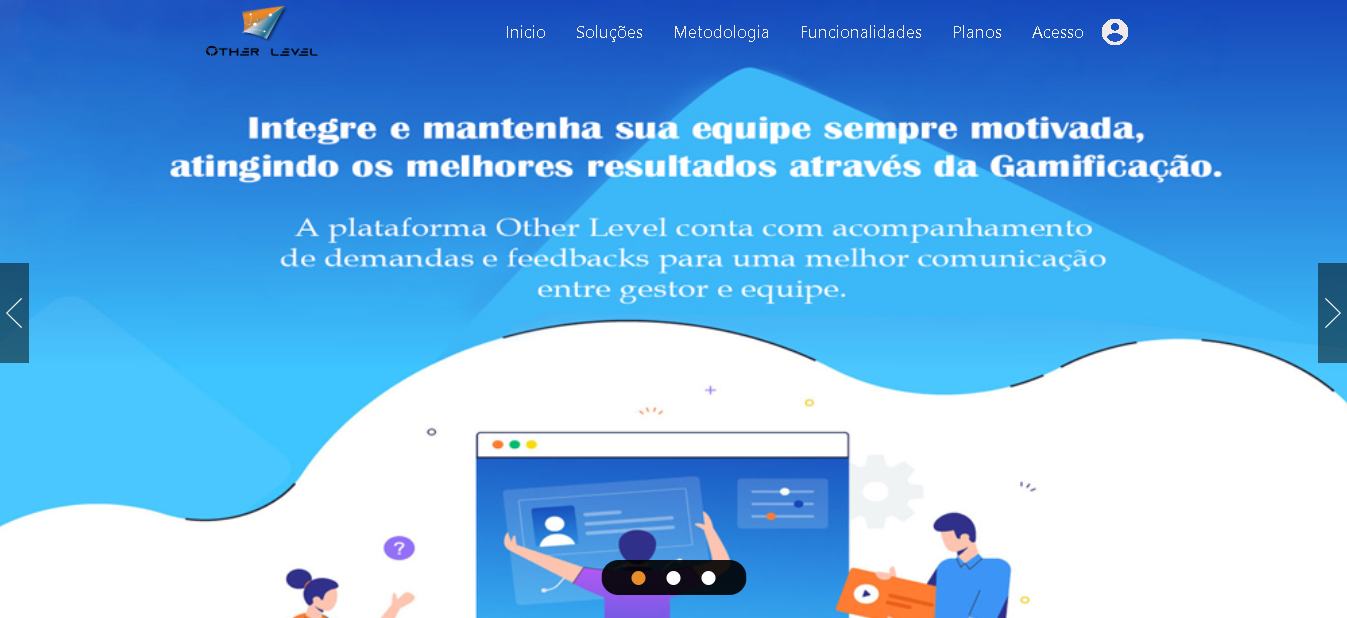 OTHER LEVEL
Inicio Soluções Metodologia Funcionalidades Planos Acesso
Integre e mantenha sua equipe sempre motivada,
atingindo os melhores resultados através da Gamificação.
A plataforma Other Level conta com acompanhamento
de demandas e feedbacks para uma melhor comunicação
entre gestor e equipe.
?